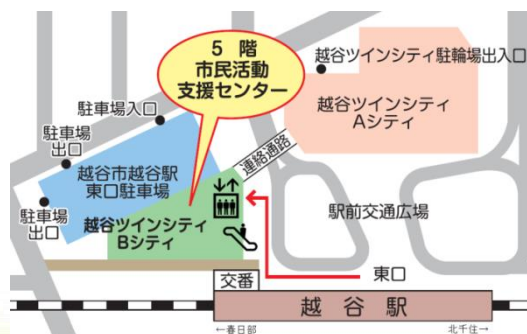 5 階
市民活動
支援センター
越谷ツインシティ駐輪場出入口
越谷ツインシティ
Aシティ
駐車場入口
駐車場
出口
連絡通路
越谷市越谷駅
東口駐車場
駐車場
出口
越谷ツインシティ
Bシティ
駅前交通広場
交番
東口
越谷駅
←春日部
北千住→